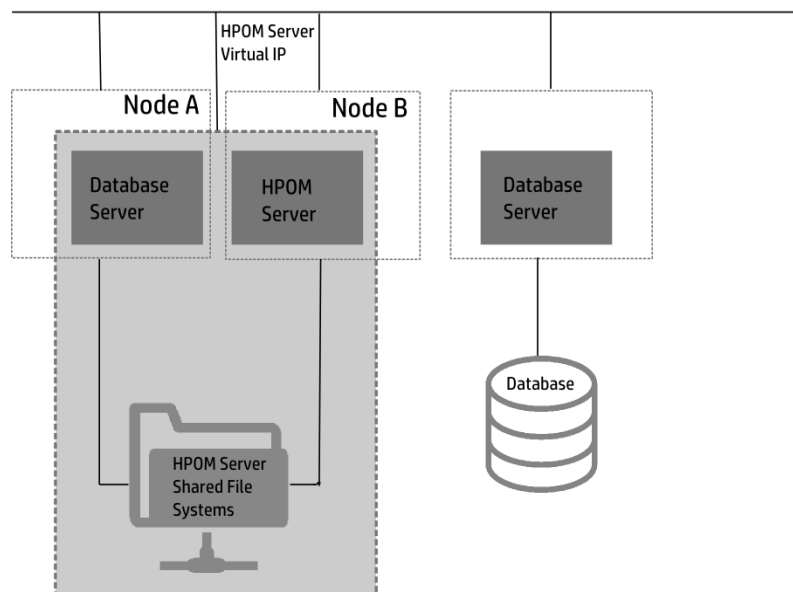 HPOM Server
Virtual IP
Node A
Node B
Database
Server
HPOM
Server
Database
Server
Database
HPOM Server
Shared File
Systems